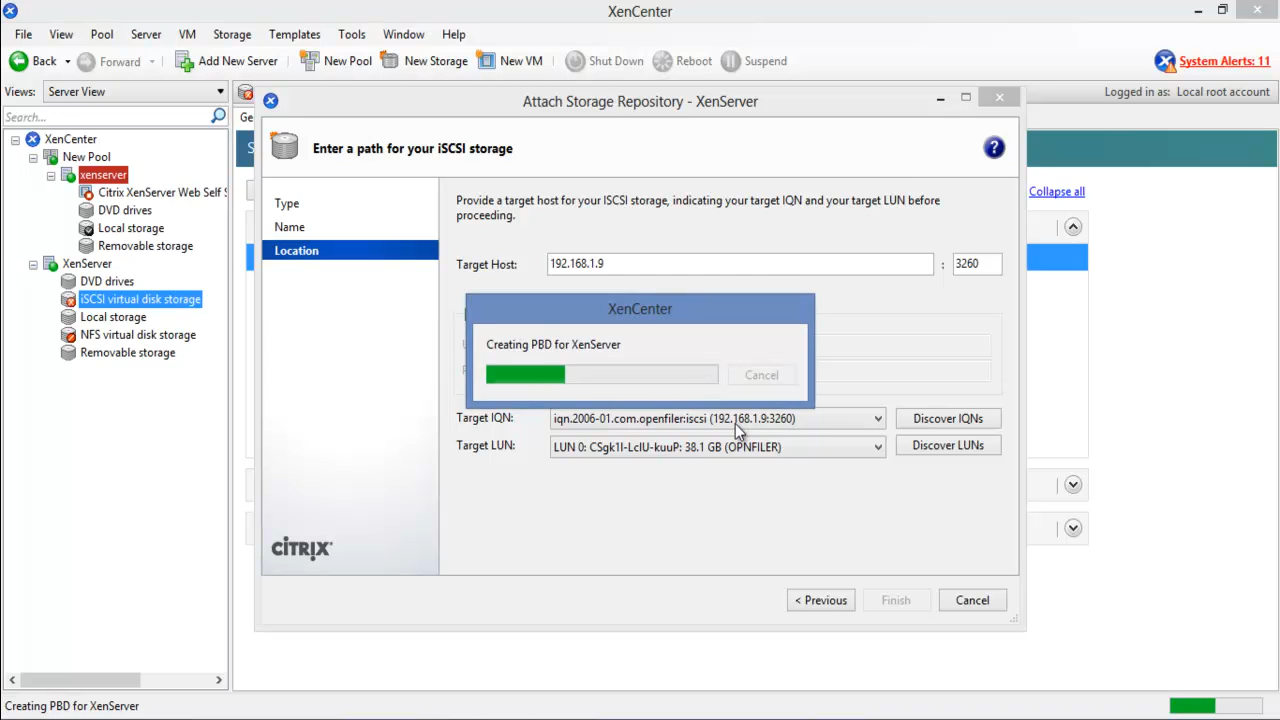 XenCenter
File View Pool Server VM Storage Templates Tools Window Help
Back Forward Add New Server New Pool New Storage New VM Shut Down Reboot Suspend System Alerts: 11
Views: Server View Logged in as: Local root account
Search...
XenCenter
New Pool
xenserver
Citrix XenServer Web Self
DVD drives
Local storage
Removable storage
XenServer
DVD drives
iSCSI virtual disk storage
Local storage
NFS virtual disk storage
Removable storage
Ge
S
Collapse all
Attach Storage Repository - XenServer
Enter a path for your iSCSI storage
?
Type
Name
Location
CITRIX
Provide a target host for your ISCSI storage, indicating your target IQN and your target LUN before
proceeding.
Target Host: 192.168.1.9 : 3260
XenCenter
Creating PBD for XenServer
Cancel
Target IQN: iqn.2006-01.com.openfiler:iscsi (192.168.1.9:3260) Discover IQNs
Target LUN: LUN 0: CSgk1I-LcIU-kuuP: 38.1 GB (OPNFILER) Discover LUNs
< Previous Finish Cancel
Creating PBD for XenServer